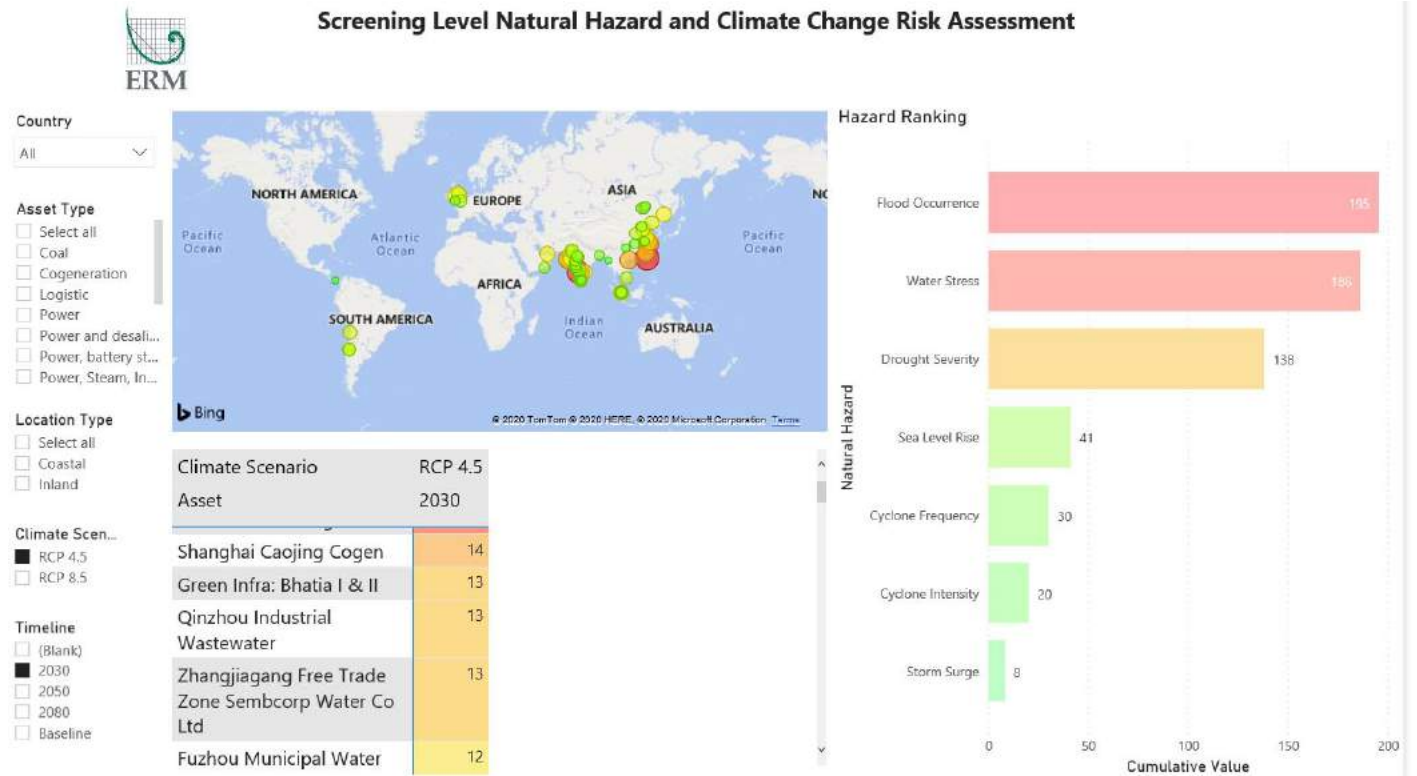 Screening Level Natural Hazard and Climate Change Risk Assessment
ERM
Country
All
Asset Type
Select all
Coal
Cogeneration
Logistic
Power
Power and desali...
Power, battery st...
Power, Steam, In...
Location Type
Select all
Coastal
Inland
Climate Scen...
RCP 4.5
RCP 8.5
Timeline
(Blank)
2030
2050
2080
Baseline
NORTH AMERICA
EUROPE
ASIA
NO
Pacific
Ocean
Atlantic
Ocean
Pacific
Ocean
AFRICA
SOUTH AMERICA
Indian
Ocean
AUSTRALIA
Bing
© 2020 TomTom © 2020 HERE, © 2020 Microsoft Corporation Terms
Climate Scenario RCP 4.5
Asset 2030
Shanghai Caojing Cogen 14
Green Infra: Bhatia I & II 13
Qinzhou Industrial 13
Wastewater
Zhangjiagang Free Trade 13
Zone Sembcorp Water Co
Ltd
Fuzhou Municipal Water 12
Hazard Ranking
Natural Hazard
Flood Occurrence 195
Water Stress 186
Drought Severity 138
Sea Level Rise 41
Cyclone Frequency 30
Cyclone Intensity 20
Storm Surge 8
0 50 100 150 200
Cumulative Value